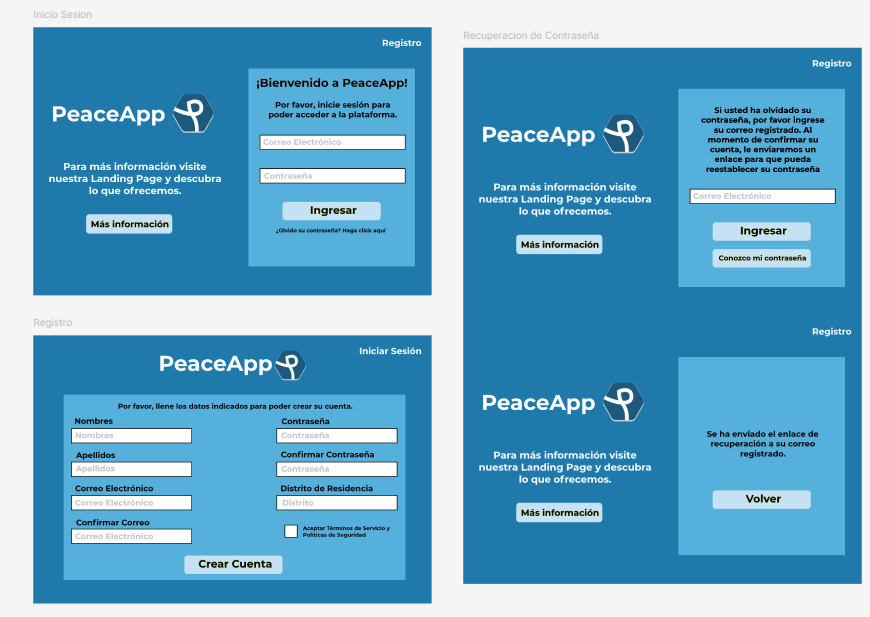 Inicio Sesion
Registro
¡Bienvenido a PeaceApp!
Por favor, inicie sesión para
poder acceder a la plataforma.
PeaceApp
Correo Electrónico
Para más información visite
nuestra Landing Page y descubra
lo que ofrecemos.
Contraseña
Ingresar
Más información
¿Olvido su contraseña? Haga click aquí
Registro
Iniciar Sesión
PeaceApp
Por favor, llene los datos indicados para poder crear su cuenta.
Nombres
Nombres
Apellidos
Apellidos
Correo Electrónico
Correo Electrónico
Confirmar Correo
Correo Electrónico
Contraseña
Contraseña
Confirmar Contraseña
Contraseña
Distrito de Residencia
Distrito
Aceptar Términos de Servicio y
Políticas de Seguridad
Crear Cuenta
Recuperacion de Contraseña
Registro
PeaceApp
Para más información visite
nuestra Landing Page y descubra
lo que ofrecemos.
Más información
Si usted ha olvidado su
contraseña, por favor ingrese
su correo registrado. Al
momento de confirmar su
cuenta, le enviaremos un
enlace para que pueda
reestablecer su contraseña
Correo Electrónico
Ingresar
Conozco mi contraseña
Registro
PeaceApp
Para más información visite
nuestra Landing Page y descubra
lo que ofrecemos.
Más información
Se ha enviado el enlace de
recuperación a su correo
registrado.
Volver